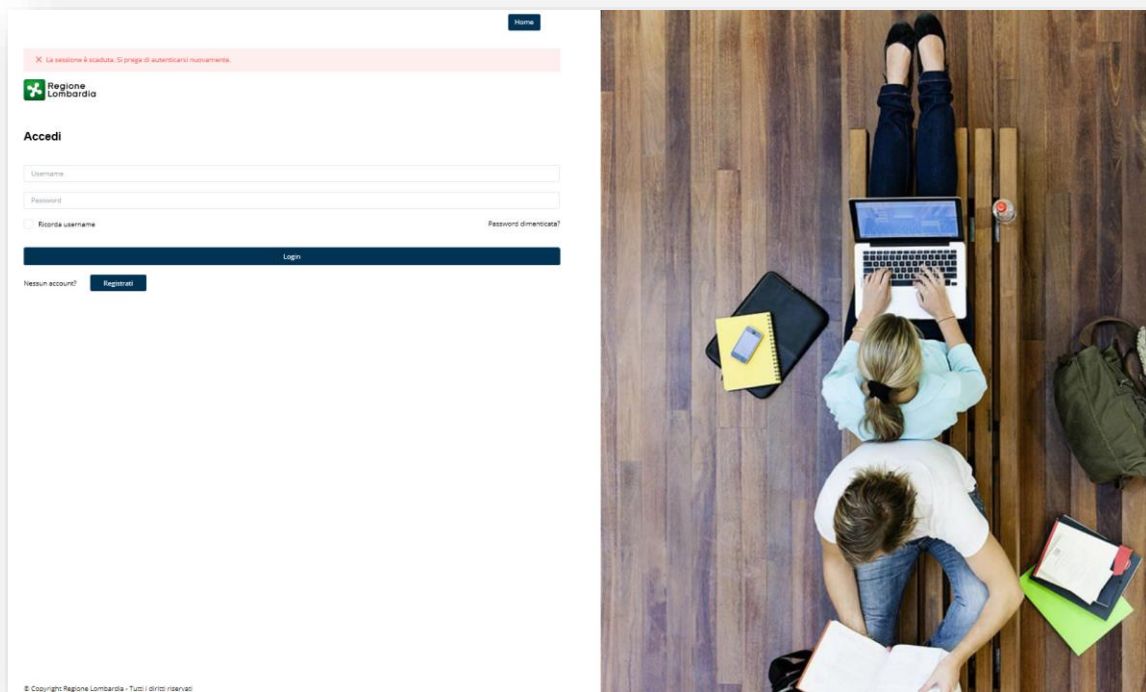 Home
La sessione è scaduta. Si prega di autenticarsi nuovamente.
Regione
Lombardia
Accedi
Username
Password
Ricorda username
Password dimenticata?
Login
Nessun account?
Registrati
© Copyright Regione Lombardia - Tutti i diritti riservati